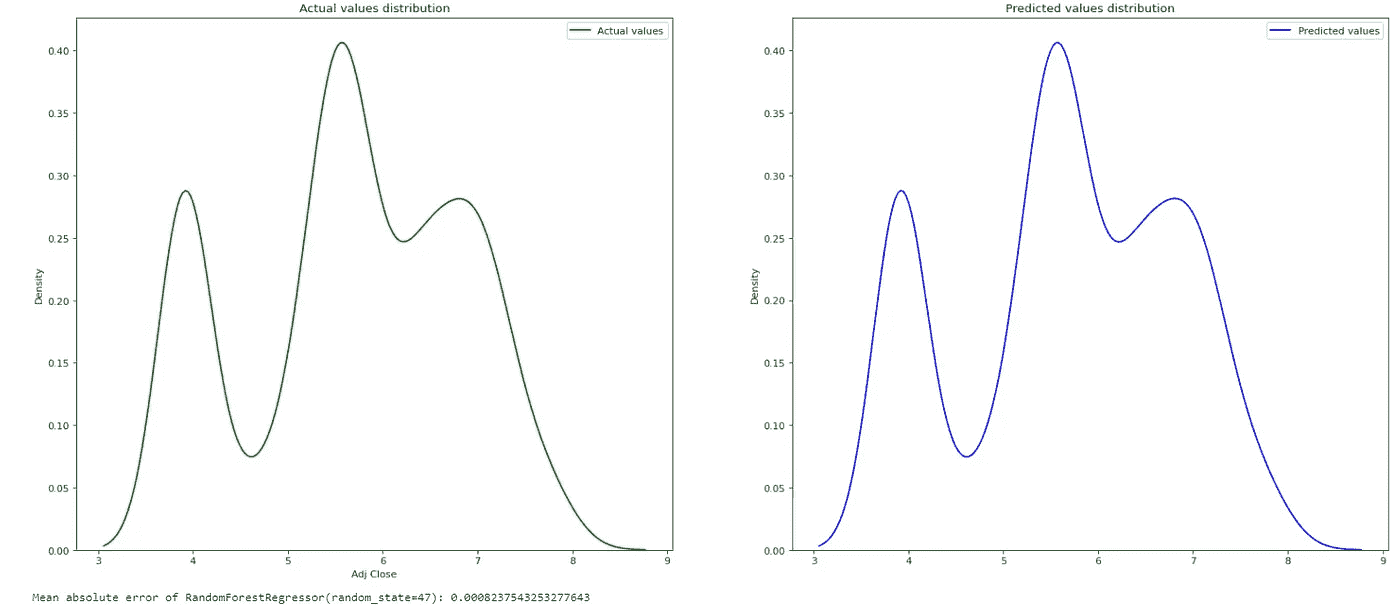 Actual values distribution
Actual values
0.40
0.35
0.30
0.25
0.20
0.15
0.10
0.05
0.00
Density
3 4 5 6 7 8 9
Adj Close
Predicted values distribution
Predicted values
0.40
0.35
0.30
0.25
0.20
0.15
0.10
0.05
0.00
Density
3 4 5 6 7 8 9
Mean absolute error of RandomForestRegressor(random_state=47): 0.0008237543253277643